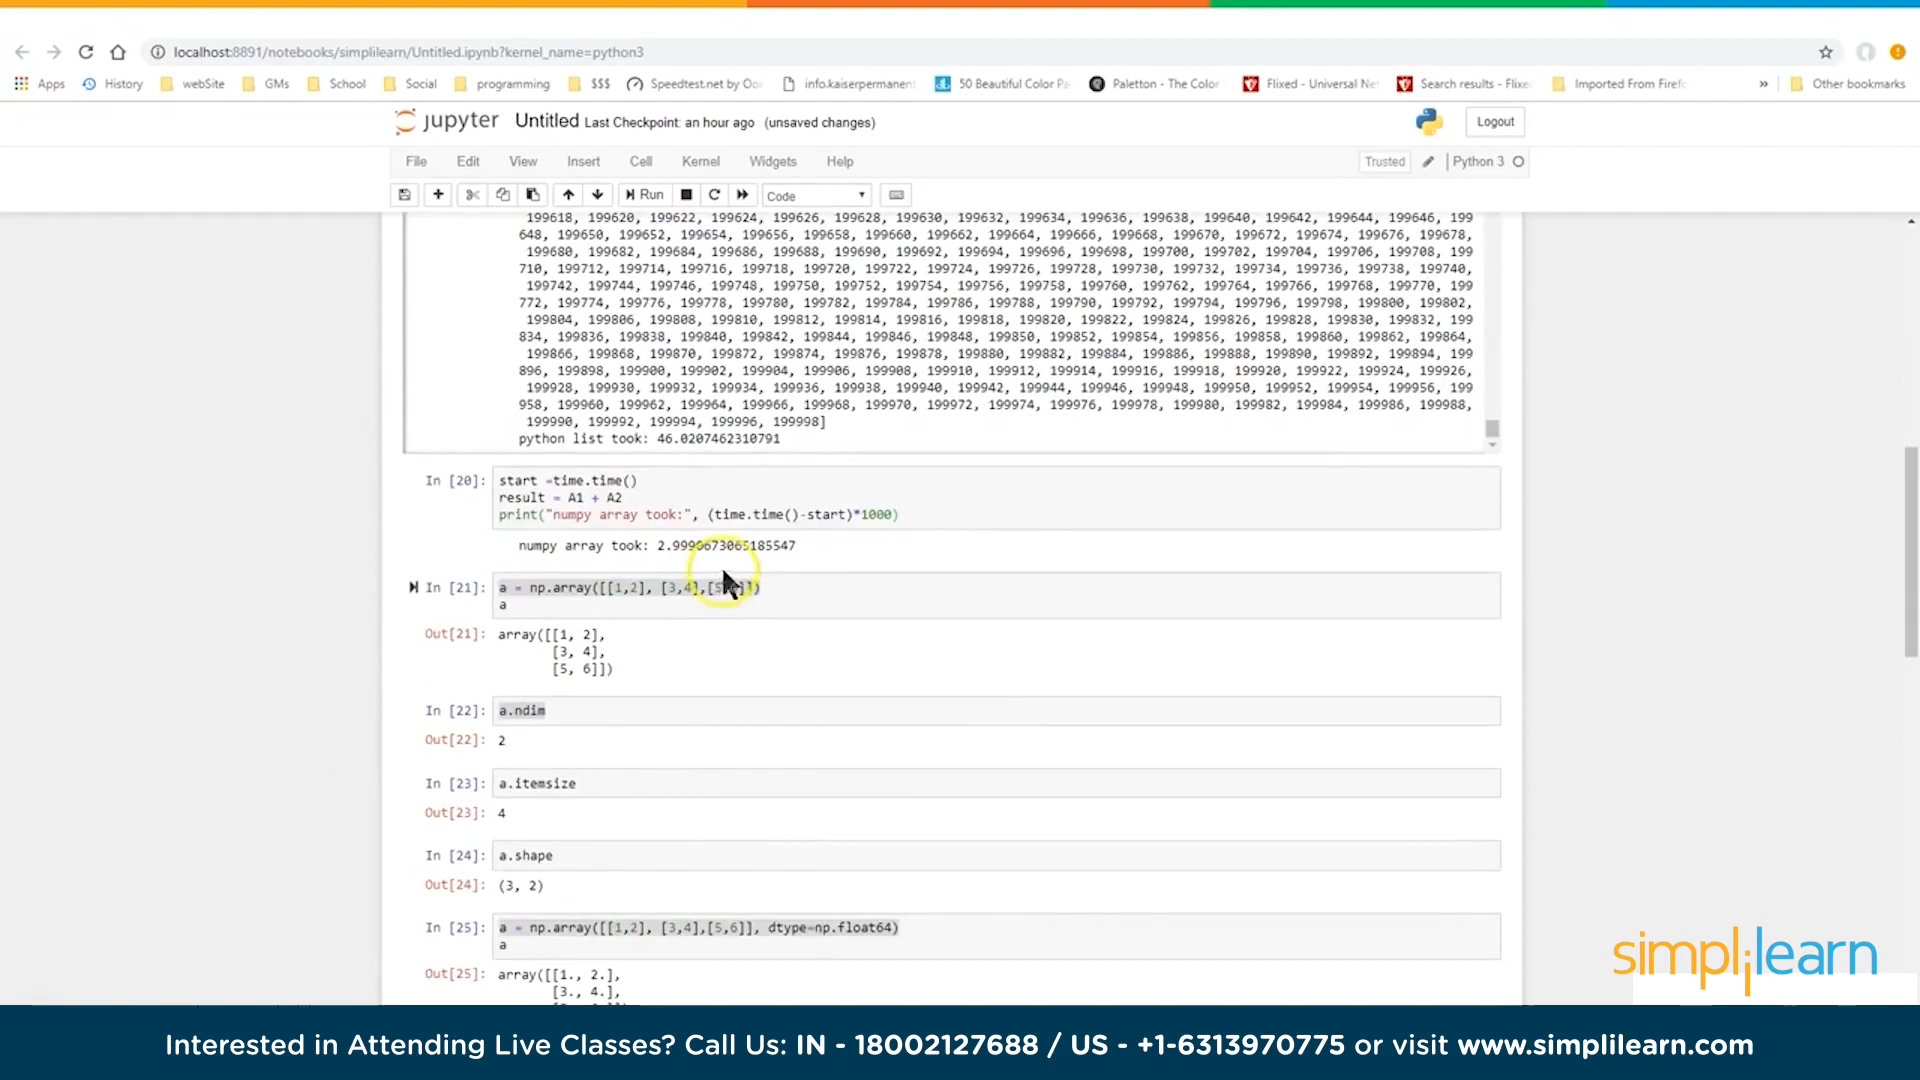 localhost:8891/notebooks/simplilearn/Untitled.ipynb?kernel_name=python3
Apps History webSite GMs School Social programming $$$ Speedtest.net by Oo info.kaiserpermanent 50 Beautiful Color Pa Paletton - The Color Flixed - Universal Ne Search results - Flixe Imported From Firefo » Other bookmarks
jupyter Untitled Last Checkpoint: an hour ago (unsaved changes) Logout
File Edit View Insert Cell Kernel Widgets Help Trusted Python 3
Run Code
199618, 199620, 199622, 199624, 199626, 199628, 199630, 199632, 199634, 199636, 199638, 199640, 199642, 199644, 199646, 199
648, 199650, 199652, 199654, 199656, 199658, 199660, 199662, 199664, 199666, 199668, 199670, 199672, 199674, 199676, 199678,
199680, 199682, 199684, 199686, 199688, 199690, 199692, 199694, 199696, 199698, 199700, 199702, 199704, 199706, 199708, 199
710, 199712, 199714, 199716, 199718, 199720, 199722, 199724, 199726, 199728, 199730, 199732, 199734, 199736, 199738, 199740,
199742, 199744, 199746, 199748, 199750, 199752, 199754, 199756, 199758, 199760, 199762, 199764, 199766, 199768, 199770, 199
772, 199774, 199776, 199778, 199780, 199782, 199784, 199786, 199788, 199790, 199792, 199794, 199796, 199798, 199800, 199802,
199804, 199806, 199808, 199810, 199812, 199814, 199816, 199818, 199820, 199822, 199824, 199826, 199828, 199830, 199832, 199
834, 199836, 199838, 199840, 199842, 199844, 199846, 199848, 199850, 199852, 199854, 199856, 199858, 199860, 199862, 199864,
199866, 199868, 199870, 199872, 199874, 199876, 199878, 199880, 199882, 199884, 199886, 199888, 199890, 199892, 199894, 199
896, 199898, 199900, 199902, 199904, 199906, 199908, 199910, 199912, 199914, 199916, 199918, 199920, 199922, 199924, 199926,
199928, 199930, 199932, 199934, 199936, 199938, 199940, 199942, 199944, 199946, 199948, 199950, 199952, 199954, 199956, 199
958, 199960, 199962, 199964, 199966, 199968, 199970, 199972, 199974, 199976, 199978, 199980, 199982, 199984, 199986, 199988,
199990, 199992, 199994, 199996, 199998]
python list took: 46.0207462310791
In [20]: start =time.time()
result = A1 + A2
print("numpy array took:", (time.time()-start)*1000)
numpy array took: 2.9990673065185547
In [21]: a = np.array([[1,2], [3,4],[5,6]])
a
Out[21]: array([[1, 2],
[3, 4],
[5, 6]])
In [22]: a.ndim
Out[22]: 2
In [23]: a.itemsize
Out[23]: 4
In [24]: a.shape
Out[24]: (3, 2)
In [25]: a = np.array([[1,2], [3,4],[5,6]], dtype=np.float64)
a
Out[25]: array([[1., 2.],
[3., 4.],
simplilearn
Interested in Attending Live Classes? Call Us: IN - 18002127688 / US - +1-6313970775 or visit www.simplilearn.com